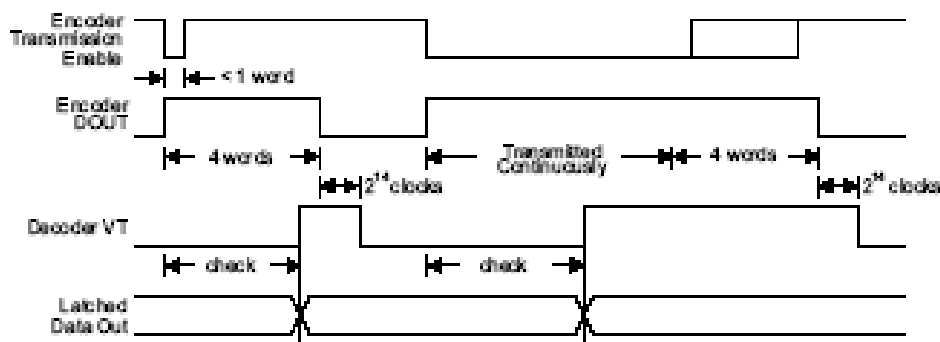 Encoder
Transmission
Enable
< 1 word
Encoder
DOUT
4 words
Transmitted
Continuously
4 words
2¹⁴ clocks
2¹⁴ clocks
Decoder VT
check
check
Latched
Data Out